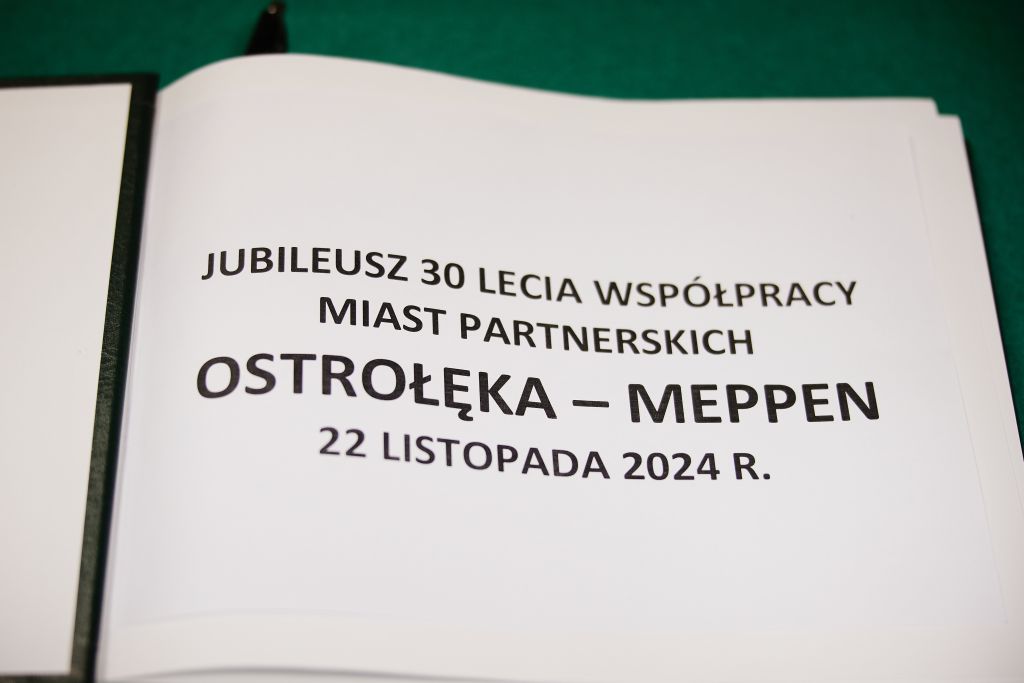 JUBILEUSZ 30 LECIA WSPÓŁPRACY
MIAST PARTNERSKICH
OSTROŁĘKA – MEPPEN
22 LISTOPADA 2024 R.